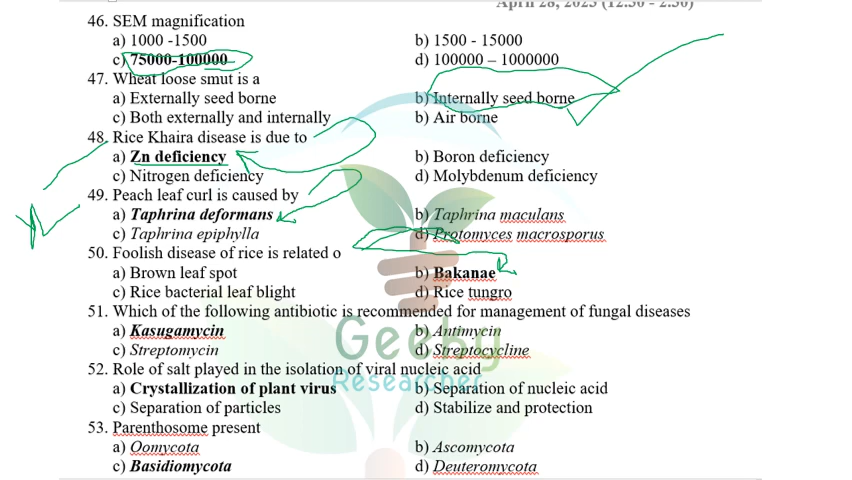 April 28, 2023 (12:30 - 2:30)
46. SEM magnification
a) 1000 -1500 b) 1500 - 15000
c) 75000-100000 d) 100000 – 1000000
47. Wheat loose smut is a
a) Externally seed borne b) Internally seed borne
c) Both externally and internally b) Air borne
48. Rice Khaira disease is due to
a) Zn deficiency b) Boron deficiency
c) Nitrogen deficiency d) Molybdenum deficiency
49. Peach leaf curl is caused by
a) Taphrina deformans b) Taphrina maculans
c) Taphrina epiphylla d) Protomyces macrosporus
50. Foolish disease of rice is related o
a) Brown leaf spot b) Bakanae
c) Rice bacterial leaf blight d) Rice tungro
51. Which of the following antibiotic is recommended for management of fungal diseases
a) Kasugamycin b) Antimycin
c) Streptomycin d) Streptocycline
52. Role of salt played in the isolation of viral nucleic acid
a) Crystallization of plant virus b) Separation of nucleic acid
c) Separation of particles d) Stabilize and protection
53. Parenthosome present
a) Oomycota b) Ascomycota
c) Basidiomycota d) Deuteromycota
Geeby
Researcher